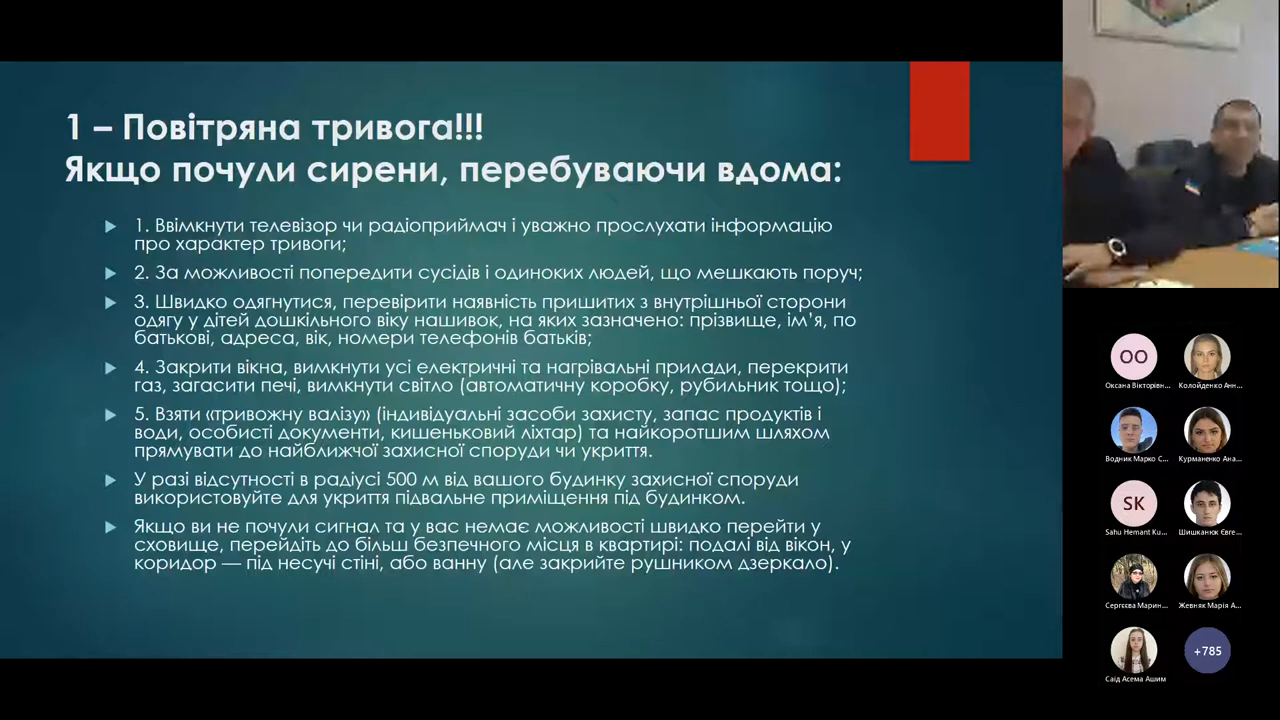 1 – Повітряна тривога!!!
Якщо почули сирени, перебуваючи вдома:
1. Ввімкнути телевізор чи радіоприймач і уважно прослухати інформацію
про характер тривоги;
2. За можливості попередити сусідів і одиноких людей, що мешкають поруч;
3. Швидко одягнутися, перевірити наявність пришитих з внутрішньої сторони
одягу у дітей дошкільного віку нашивок, на яких зазначено: прізвище, ім’я, по
батькові, адреса, вік, номери телефонів батьків;
4. Закрити вікна, вимкнути усі електричні та нагрівальні прилади, перекрити
газ, загасити печі, вимкнути світло (автоматичну коробку, рубильник тощо);
5. Взяти «тривожну валізу» (індивідуальні засоби захисту, запас продуктів і
води, особисті документи, кишеньковий ліхтар) та найкоротшим шляхом
прямувати до найближчої захисної споруди чи укриття.
У разі відсутності в радіусі 500 м від вашого будинку захисної споруди
використовуйте для укриття підвальне приміщення під будинком.
Якщо ви не почули сигнал та у вас немає можливості швидко перейти у
сховище, перейдіть до більш безпечного місця в квартирі: подалі від вікон, у
коридор — під несучі стіні, або ванну (але закрийте рушником дзеркало).
ОО
Оксана Вікторівн...
Колойденко Анн...
Водник Марко С...
Курманенко Ана...
SK
Sahu Hemant Ku...
Шишканюк Євге...
Сергєєва Марин...
Жевняк Марія А...
Саід Асема Ашим
+785